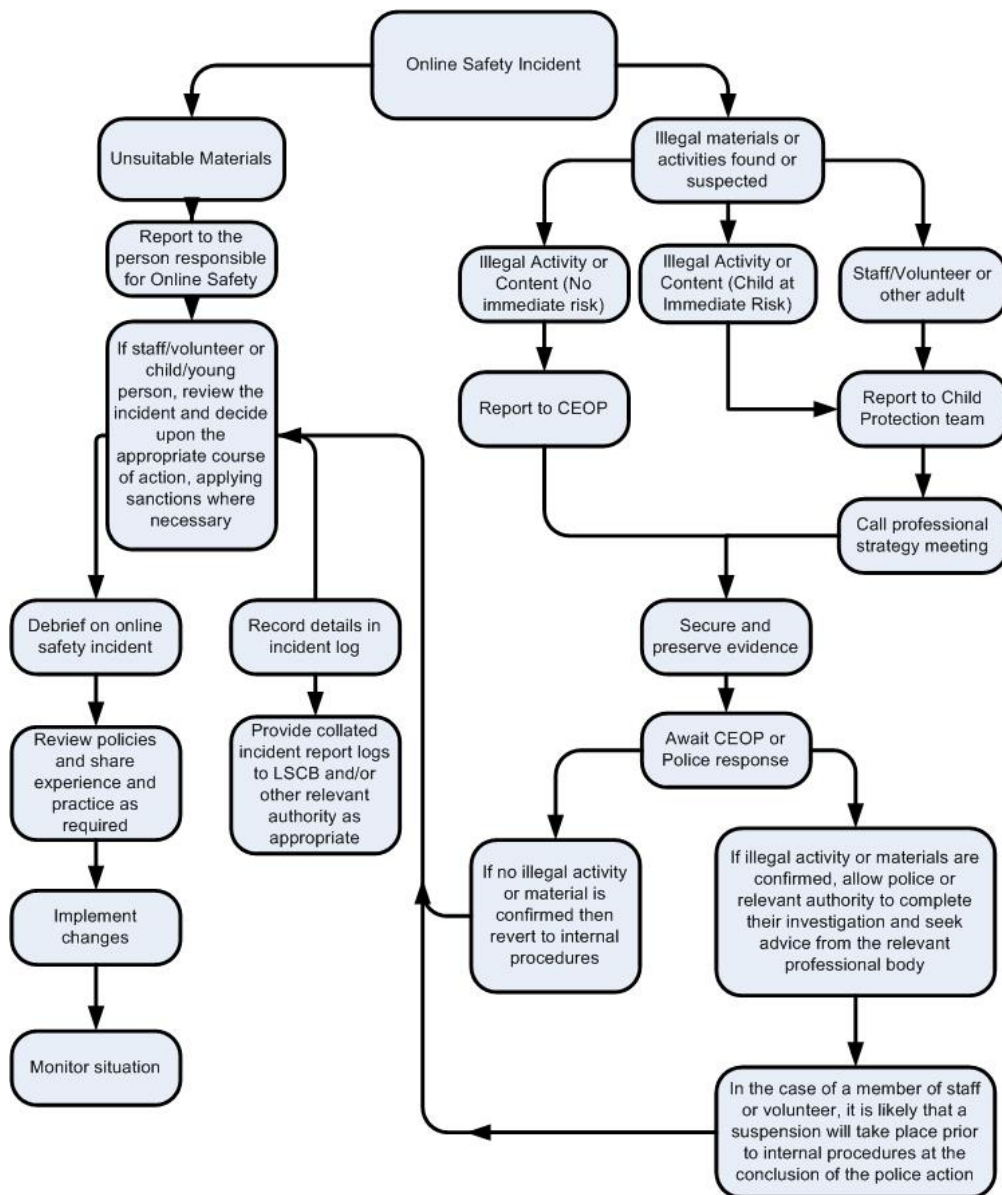 Online Safety Incident
Unsuitable Materials
Report to the
person responsible
for Online Safety
If staff/volunteer or
child/young
person, review the
incident and decide
upon the
appropriate course
of action, applying
sanctions where
necessary
Debrief on online
safety incident
Review policies
and share
experience and
practice as
required
Implement
changes
Monitor situation
Record details in
incident log
Provide collated
incident report logs
to LSCB and/or
other relevant
authority as
appropriate
Illegal materials or
activities found or
suspected
Illegal Activity or
Content (No
immediate risk)
Illegal Activity or
Content (Child at
Immediate Risk)
Staff/Volunteer or
other adult
Report to CEOP
Report to Child
Protection team
Call professional
strategy meeting
Secure and
preserve evidence
Await CEOP or
Police response
If no illegal activity
or material is
confirmed then
revert to internal
procedures
If illegal activity or materials are
confirmed, allow police or
relevant authority to complete
their investigation and seek
advice from the relevant
professional body
In the case of a member of staff
or volunteer, it is likely that a
suspension will take place prior
to internal procedures at the
conclusion of the police action